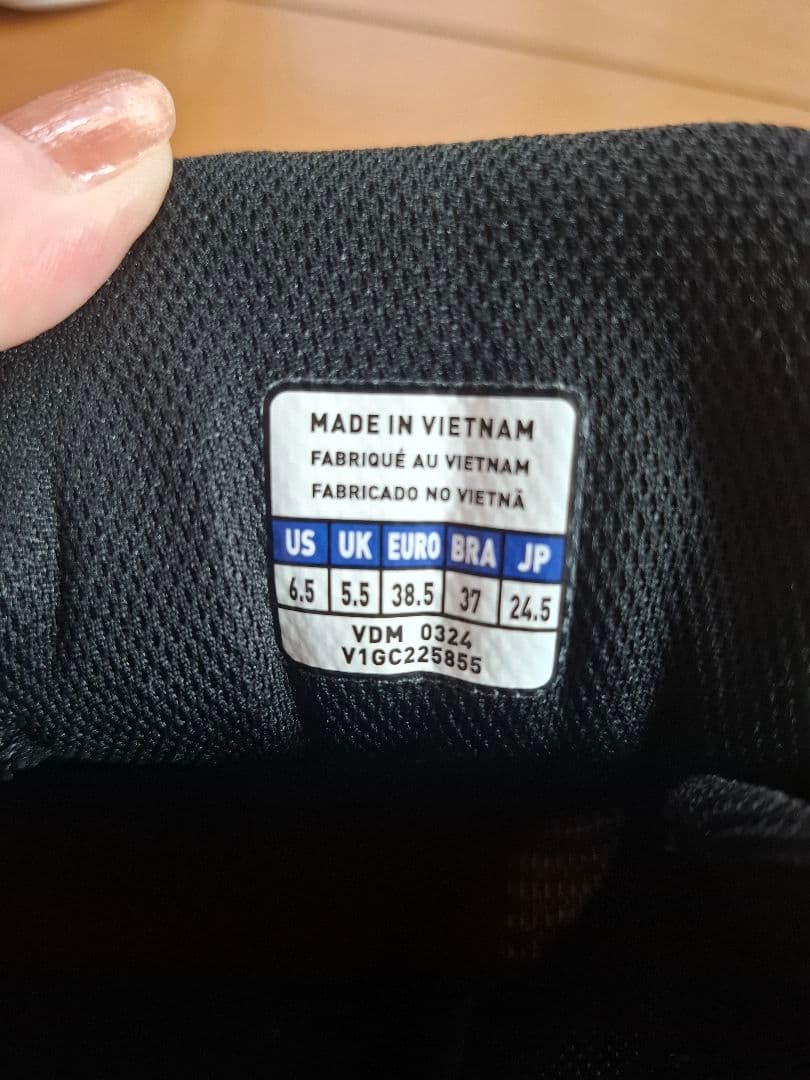 MADE IN VIETNAM
FABRIQUÉ AU VIETNAM
FABRICADO NO VIETNÃ
US UK EURO BRA JP
6.5 5.5 38.5 37 24.5
VDM 0324
V1GC225855